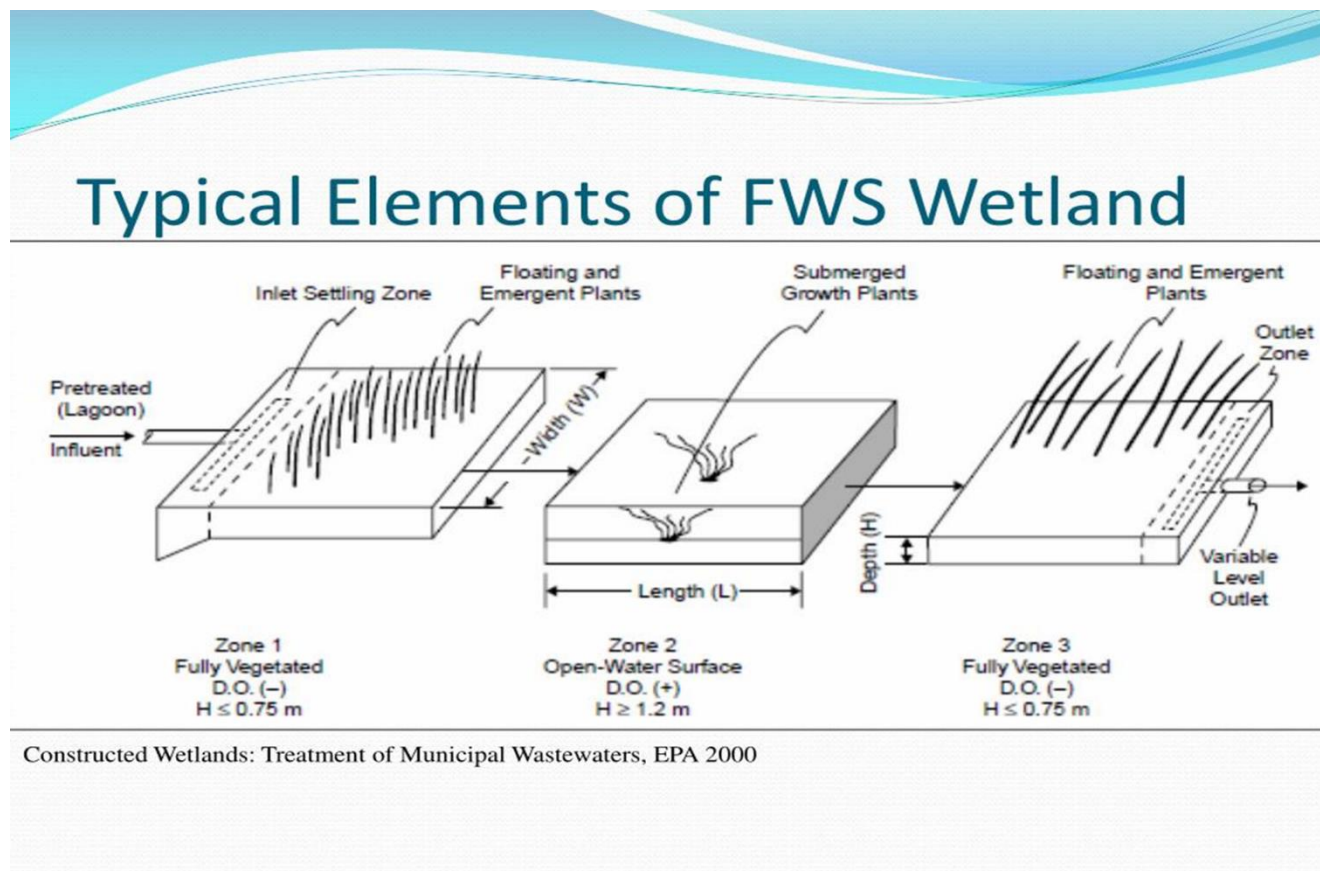 Typical Elements of FWS Wetland
Inlet Settling Zone
Floating and
Emergent Plants
Submerged
Growth Plants
Floating and Emergent
Plants
Outlet
Zone
Pretreated
(Lagoon)
Influent
Width (W)
Length (L)
Depth (H)
Variable
Level
Outlet
Zone 1
Fully Vegetated
D.O. (–)
H ≤ 0.75 m
Zone 2
Open-Water Surface
D.O. (+)
H ≥ 1.2 m
Zone 3
Fully Vegetated
D.O. (–)
H ≤ 0.75 m
Constructed Wetlands: Treatment of Municipal Wastewaters, EPA 2000